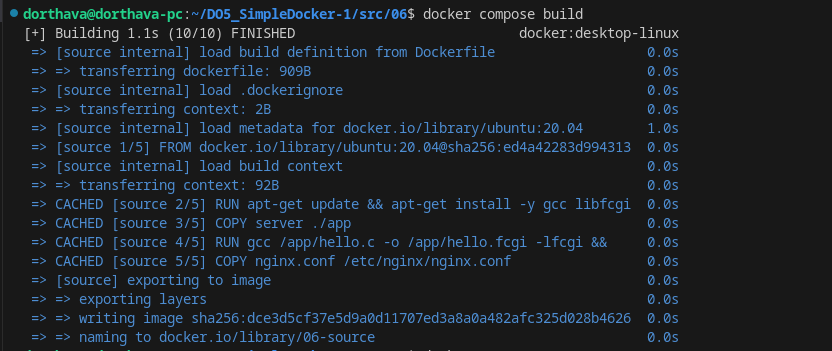 dorthava@dorthava-pc:~/DO5_SimpleDocker-1/src/06$ docker compose build
[+] Building 1.1s (10/10) FINISHED docker:desktop-linux
=> [source internal] load build definition from Dockerfile 0.0s
=> => transferring dockerfile: 909B 0.0s
=> [source internal] load .dockerignore 0.0s
=> => transferring context: 2B 0.0s
=> [source internal] load metadata for docker.io/library/ubuntu:20.04 1.0s
=> [source 1/5] FROM docker.io/library/ubuntu:20.04@sha256:ed4a42283d994313 0.0s
=> [source internal] load build context 0.0s
=> => transferring context: 92B 0.0s
=> CACHED [source 2/5] RUN apt-get update && apt-get install -y gcc libfcgi 0.0s
=> CACHED [source 3/5] COPY server ./app 0.0s
=> CACHED [source 4/5] RUN gcc /app/hello.c -o /app/hello.fcgi -lfcgi && 0.0s
=> CACHED [source 5/5] COPY nginx.conf /etc/nginx/nginx.conf 0.0s
=> [source] exporting to image 0.0s
=> => exporting layers 0.0s
=> => writing image sha256:dce3d5cf37e5d9a0d11707ed3a8a0a482afc325d028b4626 0.0s
=> => naming to docker.io/library/06-source 0.0s